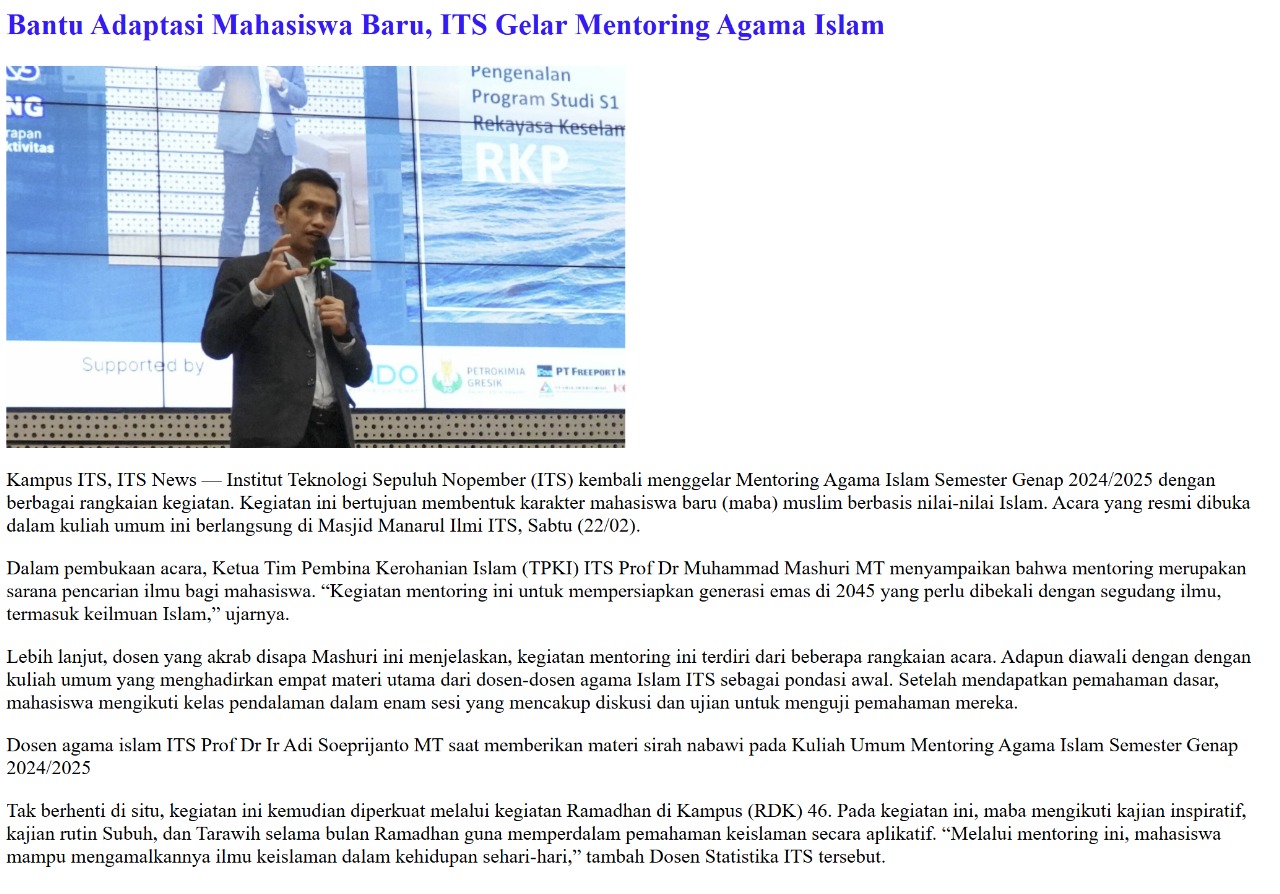 Bantu Adaptasi Mahasiswa Baru, ITS Gelar Mentoring Agama Islam
NG
rapan
ktivitas
Pengenalan
Program Studi S1
Rekayasa Keselam
RKP
Supported by
PETROKIMIA
GRESIK
PT FREEPORT IN
Kampus ITS, ITS News — Institut Teknologi Sepuluh Nopember (ITS) kembali menggelar Mentoring Agama Islam Semester Genap 2024/2025 dengan
berbagai rangkaian kegiatan. Kegiatan ini bertujuan membentuk karakter mahasiswa baru (maba) muslim berbasis nilai-nilai Islam. Acara yang resmi dibuka
dalam kuliah umum ini berlangsung di Masjid Manarul Ilmi ITS, Sabtu (22/02).
Dalam pembukaan acara, Ketua Tim Pembina Kerohanian Islam (TPKI) ITS Prof Dr Muhammad Mashuri MT menyampaikan bahwa mentoring merupakan
sarana pencarian ilmu bagi mahasiswa. “Kegiatan mentoring ini untuk mempersiapkan generasi emas di 2045 yang perlu dibekali dengan segudang ilmu,
termasuk keilmuan Islam,” ujarnya.
Lebih lanjut, dosen yang akrab disapa Mashuri ini menjelaskan, kegiatan mentoring ini terdiri dari beberapa rangkaian acara. Adapun diawali dengan dengan
kuliah umum yang menghadirkan empat materi utama dari dosen-dosen agama Islam ITS sebagai pondasi awal. Setelah mendapatkan pemahaman dasar,
mahasiswa mengikuti kelas pendalaman dalam enam sesi yang mencakup diskusi dan ujian untuk menguji pemahaman mereka.
Dosen agama islam ITS Prof Dr Ir Adi Soeprijanto MT saat memberikan materi sirah nabawi pada Kuliah Umum Mentoring Agama Islam Semester Genap
2024/2025
Tak berhenti di situ, kegiatan ini kemudian diperkuat melalui kegiatan Ramadhan di Kampus (RDK) 46. Pada kegiatan ini, maba mengikuti kajian inspiratif,
kajian rutin Subuh, dan Tarawih selama bulan Ramadhan guna memperdalam pemahaman keislaman secara aplikatif. “Melalui mentoring ini, mahasiswa
mampu mengamalkannya ilmu keislaman dalam kehidupan sehari-hari,” tambah Dosen Statistika ITS tersebut.